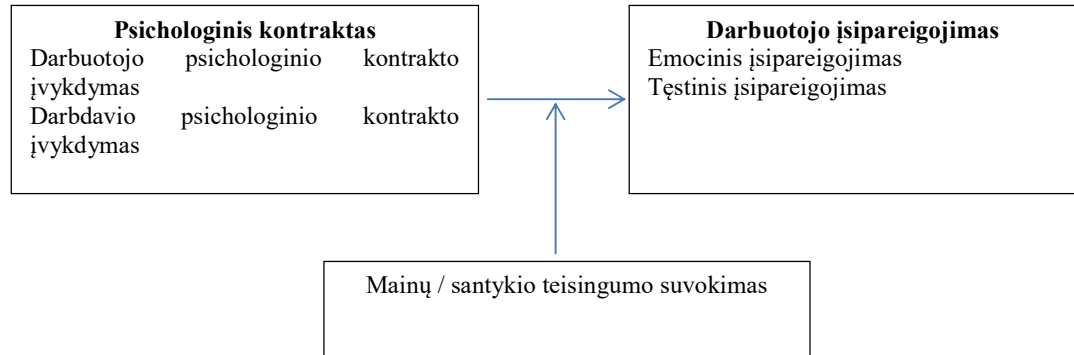 Psichologinis kontraktas
Darbuotojo psichologinio kontrakto
įvykdymas
Darbdavio psichologinio kontrakto
įvykdymas
Darbuotojo įsipareigojimas
Emocinis įsipareigojimas
Tęstinis įsipareigojimas
Mainų / santykio teisingumo suvokimas